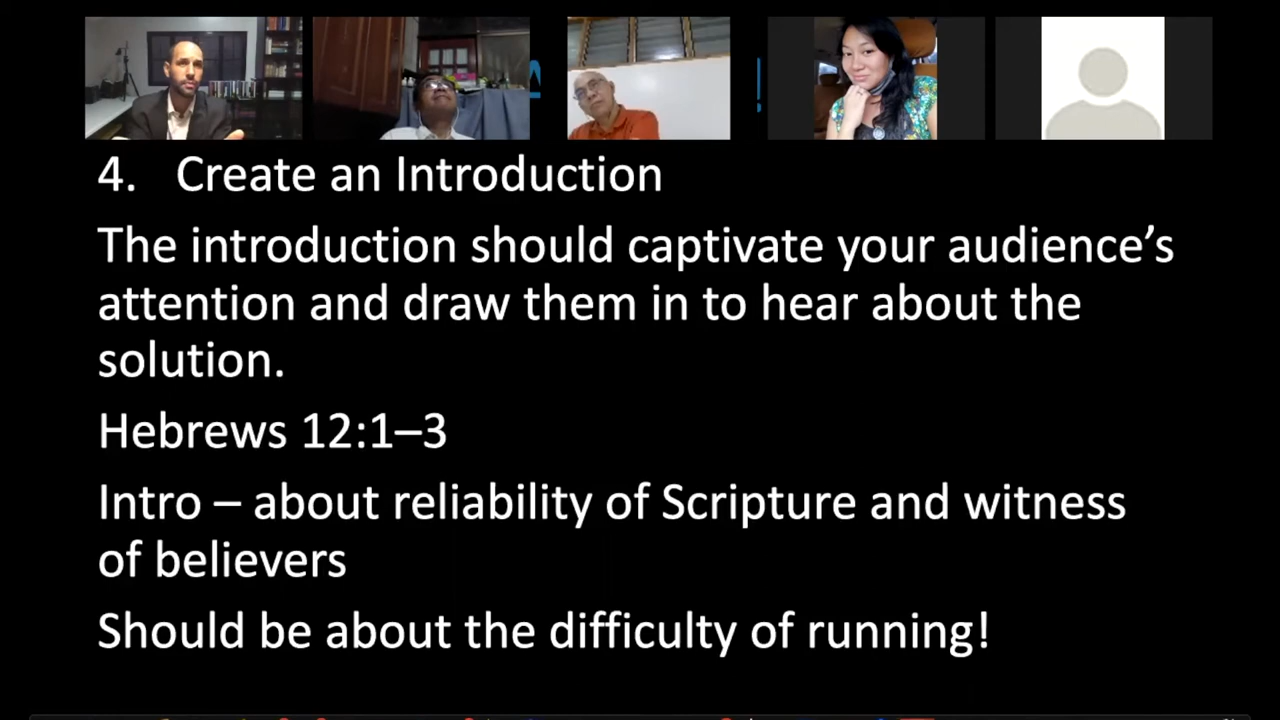 4. Create an Introduction
The introduction should captivate your audience’s
attention and draw them in to hear about the
solution.
Hebrews 12:1–3
Intro – about reliability of Scripture and witness
of believers
Should be about the difficulty of running!